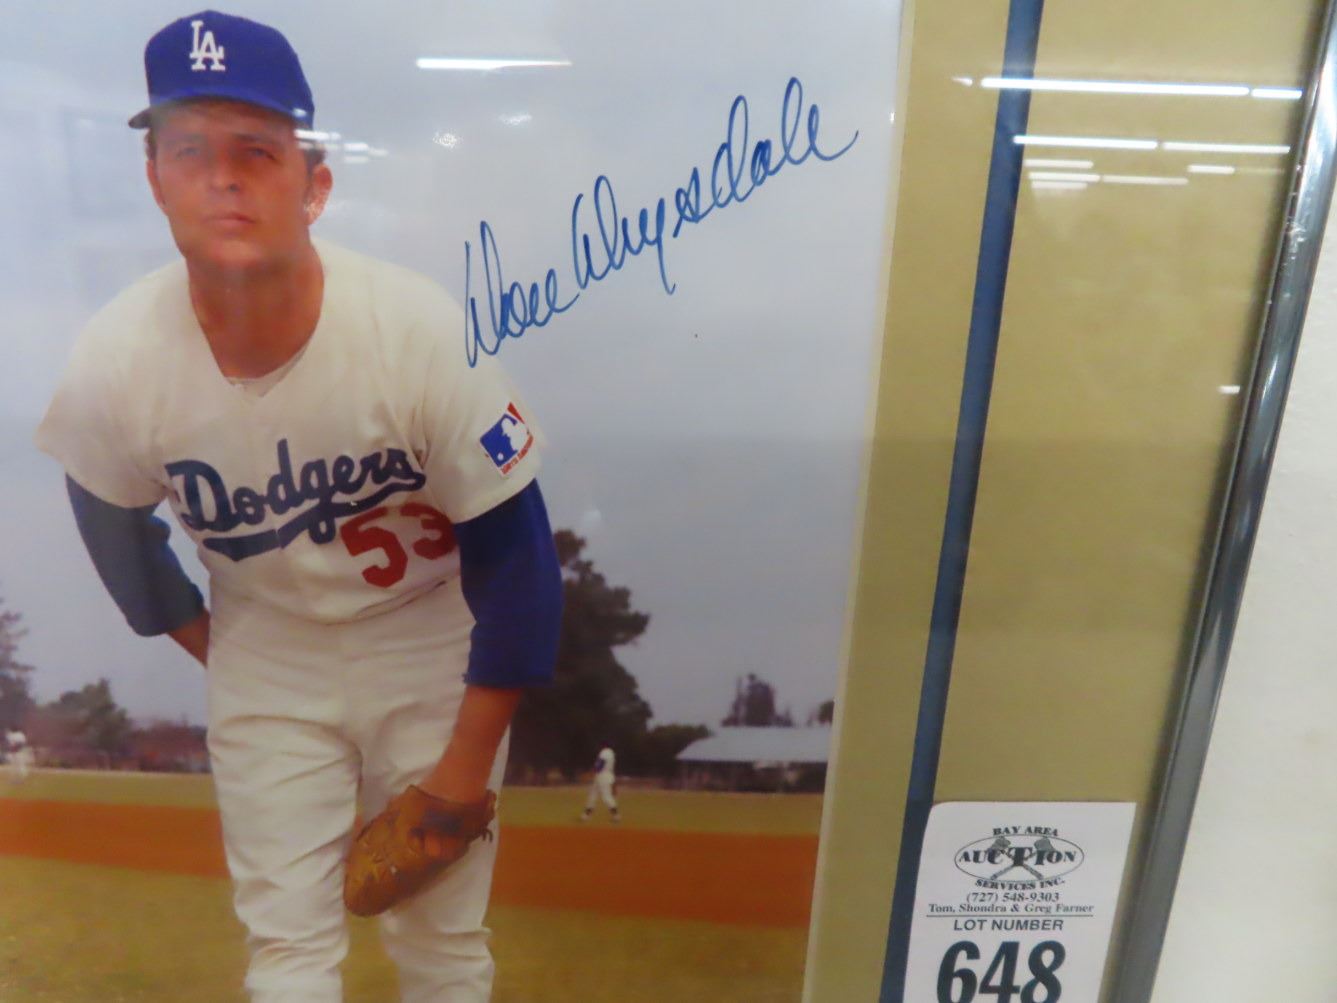 LA
Don Drysdale
Dodgers
53
BAY AREA
AUCTION
SERVICES INC.
(727) 548-9303
Tom, Shondra & Greg Farner
LOT NUMBER
648